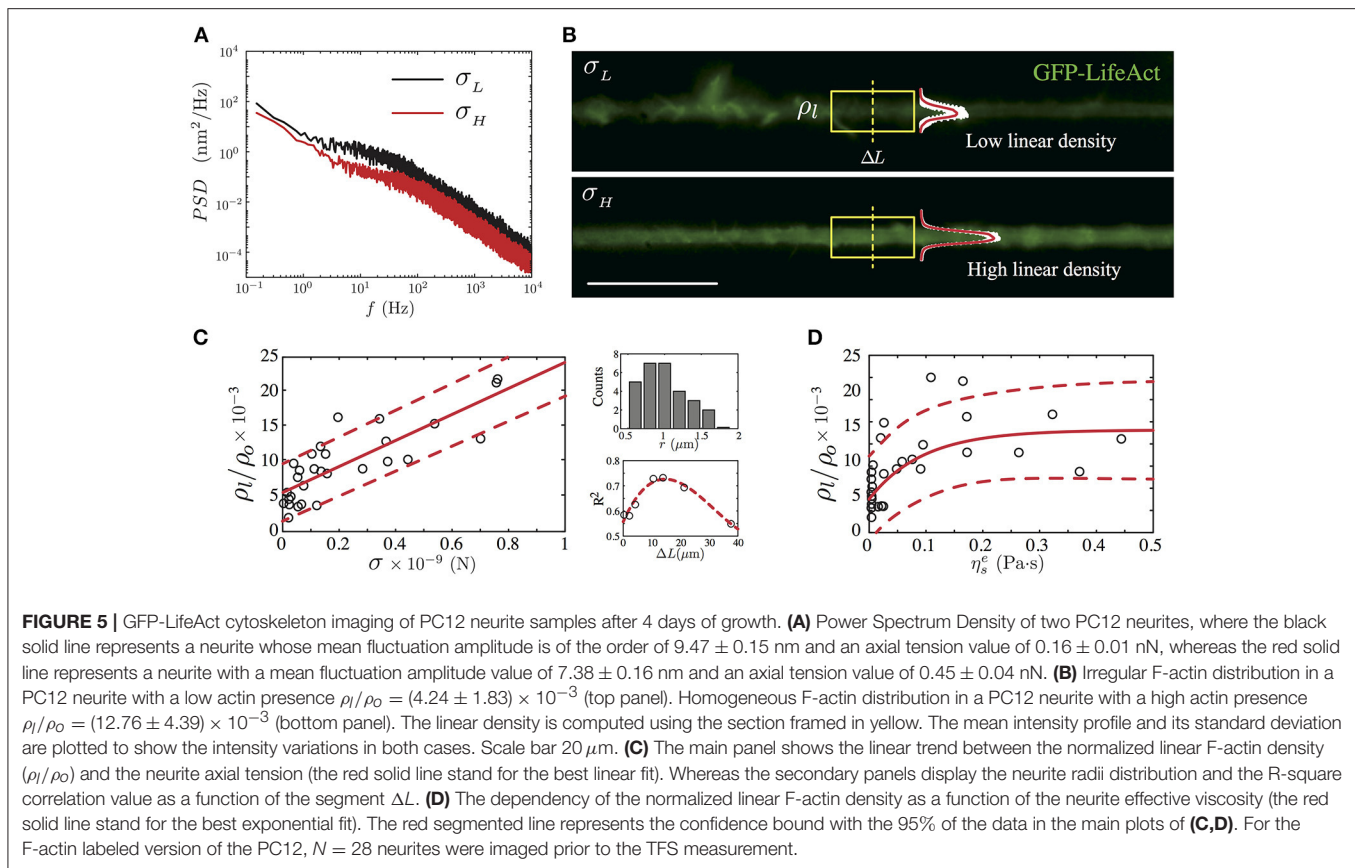 A
PSD (nm²/Hz)
10⁴
10²
10⁰
10⁻²
10⁻⁴
σ_L
σ_H
10⁻¹ 10⁰ 10¹ 10² 10³ 10⁴
f (Hz)
B
σ_L
GFP-LifeAct
ρ_l
ΔL
Low linear density
σ_H
High linear density
C
ρ_l/ρ_o × 10⁻³
25
20
15
10
5
0
0 0.2 0.4 0.6 0.8 1
σ × 10⁻⁹ (N)
Counts
8
6
4
2
0
0.5 1 1.5 2
r (μm)
R²
0.8
0.7
0.6
0.5
0 10 20 30 40
ΔL(μm)
D
ρ_l/ρ_o × 10⁻³
25
20
15
10
5
0
0 0.1 0.2 0.3 0.4 0.5
η_s^e (Pa·s)
FIGURE 5 | GFP-LifeAct cytoskeleton imaging of PC12 neurite samples after 4 days of growth. (A) Power Spectrum Density of two PC12 neurites, where the black
solid line represents a neurite whose mean fluctuation amplitude is of the order of 9.47 ± 0.15 nm and an axial tension value of 0.16 ± 0.01 nN, whereas the red solid
line represents a neurite with a mean fluctuation amplitude value of 7.38 ± 0.16 nm and an axial tension value of 0.45 ± 0.04 nN. (B) Irregular F-actin distribution in a
PC12 neurite with a low actin presence ρ_l/ρ_o = (4.24 ± 1.83) × 10⁻³ (top panel). Homogeneous F-actin distribution in a PC12 neurite with a high actin presence
ρ_l/ρ_o = (12.76 ± 4.39) × 10⁻³ (bottom panel). The linear density is computed using the section framed in yellow. The mean intensity profile and its standard deviation
are plotted to show the intensity variations in both cases. Scale bar 20 μm. (C) The main panel shows the linear trend between the normalized linear F-actin density
(ρ_l/ρ_o) and the neurite axial tension (the red solid line stand for the best linear fit). Whereas the secondary panels display the neurite radii distribution and the R-square
correlation value as a function of the segment ΔL. (D) The dependency of the normalized linear F-actin density as a function of the neurite effective viscosity (the red
solid line stand for the best exponential fit). The red segmented line represents the confidence bound with the 95% of the data in the main plots of (C,D). For the
F-actin labeled version of the PC12, N = 28 neurites were imaged prior to the TFS measurement.